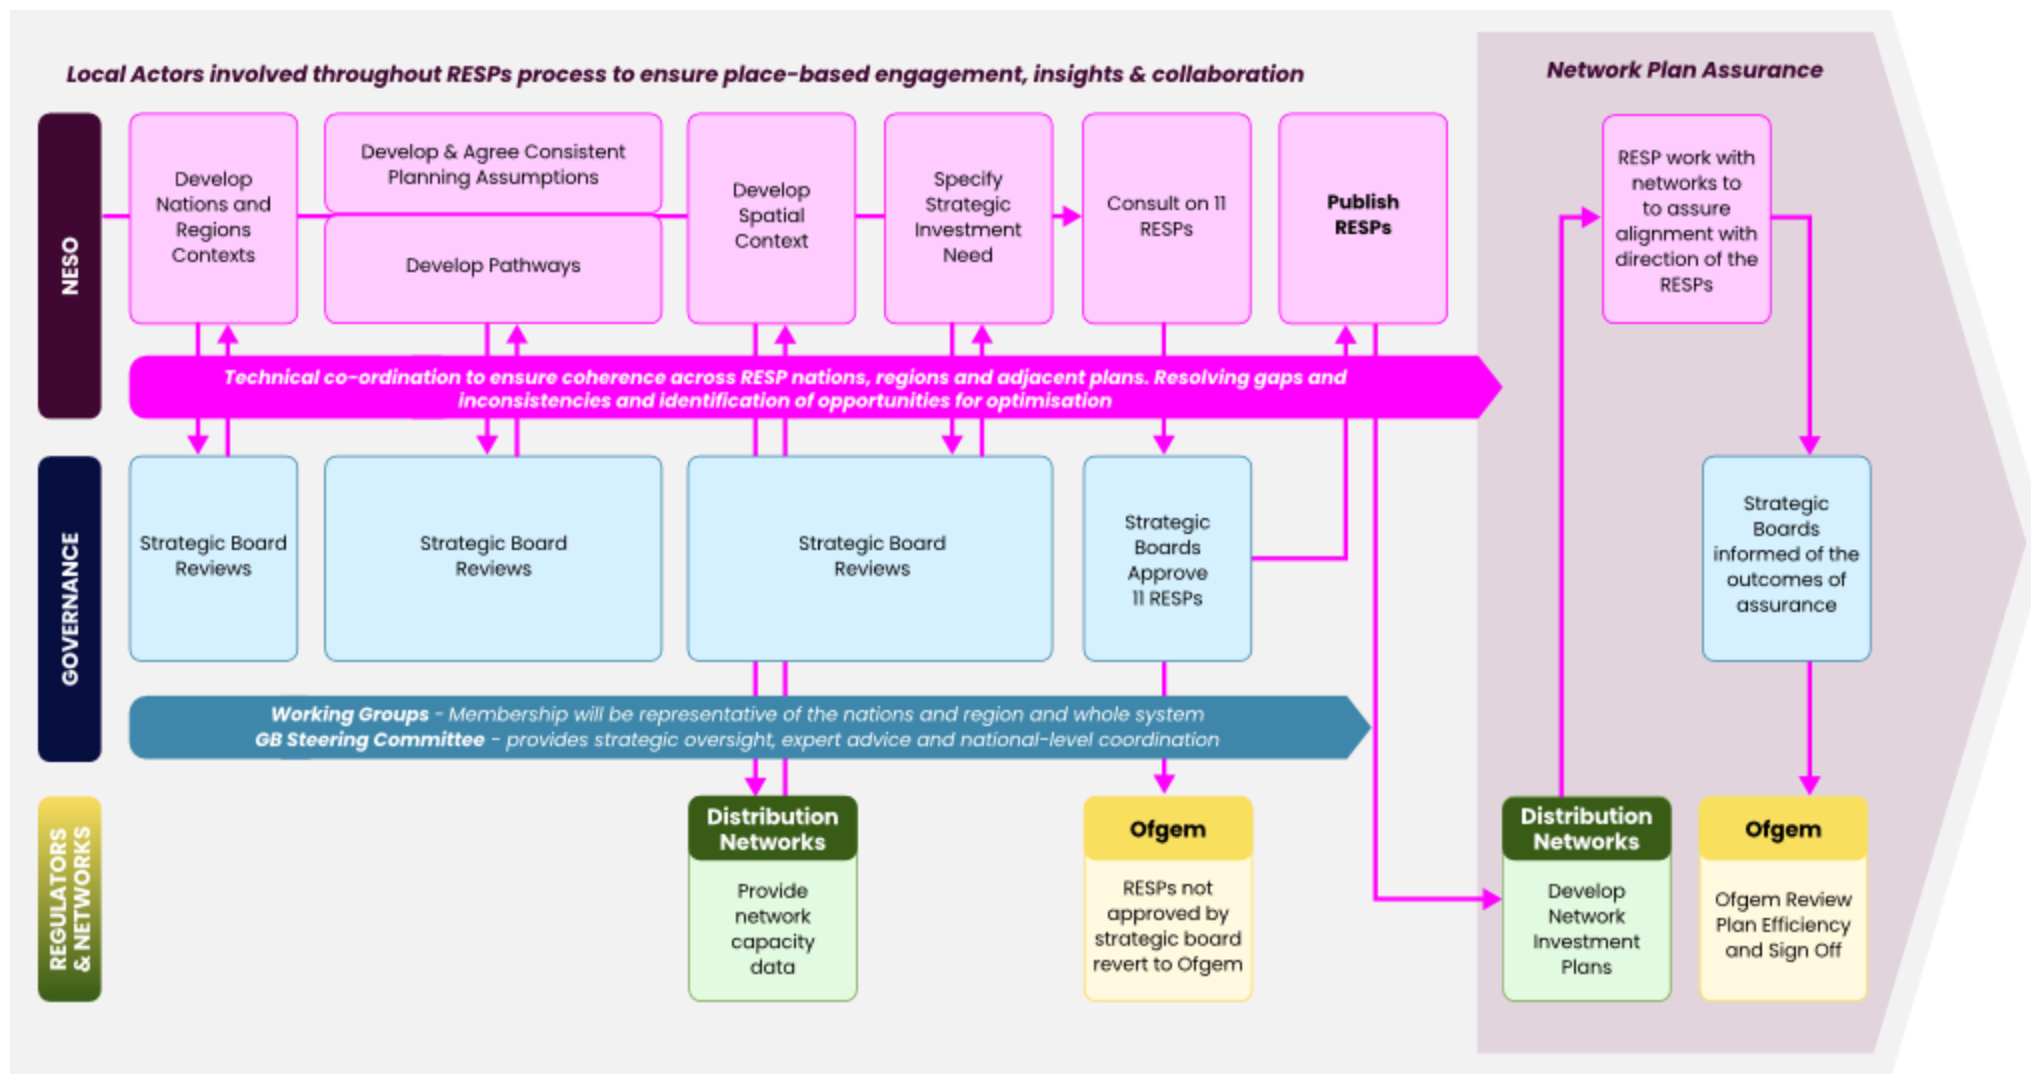 Local Actors involved throughout RESPs process to ensure place-based engagement, insights & collaboration
Network Plan Assurance
NESO
Develop
Nations and
Regions
Contexts
Develop & Agree Consistent
Planning Assumptions
Develop Pathways
Develop
Spatial
Context
Specify
Strategic
Investment
Need
Consult on 11
RESPs
Publish
RESPs
RESP work with
networks to
to assure
alignment with
direction of the
RESPs
Technical co-ordination to ensure coherence across RESP nations, regions and adjacent plans. Resolving gaps and
inconsistencies and identification of opportunities for optimisation
GOVERNANCE
Strategic Board
Reviews
Strategic Board
Reviews
Strategic Board
Reviews
Strategic
Boards
Approve
11 RESPs
Strategic
Boards
informed of the
outcomes of
assurance
Working Groups - Membership will be representative of the nations and region and whole system
GB Steering Committee - provides strategic oversight, expert advice and national-level coordination
REGULATORS
& NETWORKS
Distribution
Networks
Provide
network
capacity
data
Ofgem
RESPs not
approved by
strategic board
revert to Ofgem
Distribution
Networks
Develop
Network
Investment
Plans
Ofgem
Ofgem Review
Plan Efficiency
and Sign Off